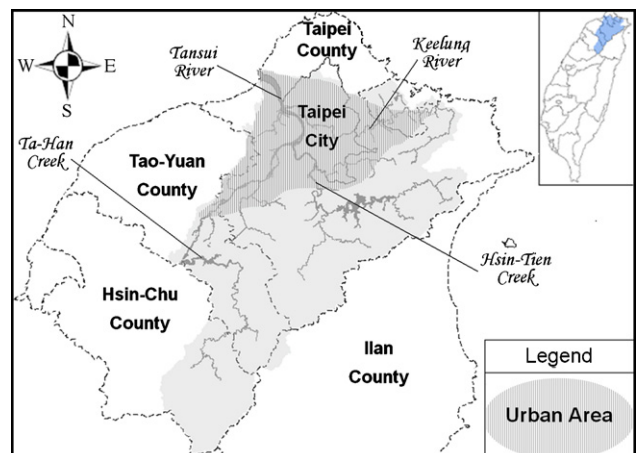 N
W
E
S
Taipei
County
Tansui
River
Keelung
River
Taipei
City
Ta-Han
Creek
Tao-Yuan
County
Hsin-Tien
Creek
Hsin-Chu
County
Ilan
County
Legend
Urban Area